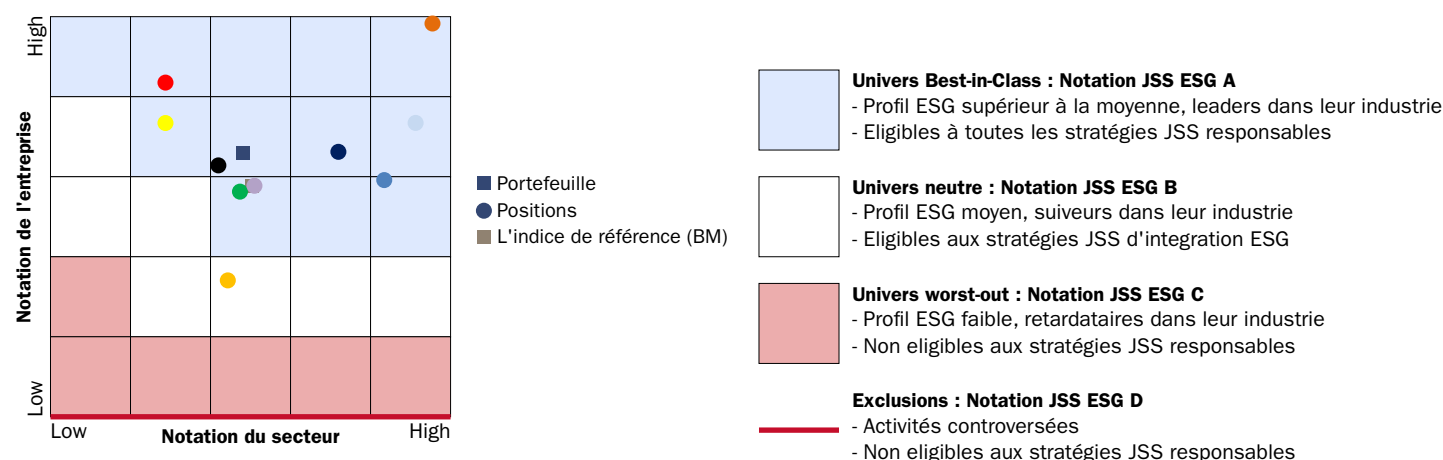 High
Notation de l'entreprise
Low
Low
Notation du secteur
High
Portefeuille
Positions
L'indice de référence (BM)
Univers Best-in-Class : Notation JSS ESG A
- Profil ESG supérieur à la moyenne, leaders dans leur industrie
- Eligibles à toutes les stratégies JSS responsables
Univers neutre : Notation JSS ESG B
- Profil ESG moyen, suiveurs dans leur industrie
- Eligibles aux stratégies JSS d'integration ESG
Univers worst-out : Notation JSS ESG C
- Profil ESG faible, retardataires dans leur industrie
- Non eligibles aux stratégies JSS responsables
Exclusions : Notation JSS ESG D
- Activités controversées
- Non eligibles aux stratégies JSS responsables